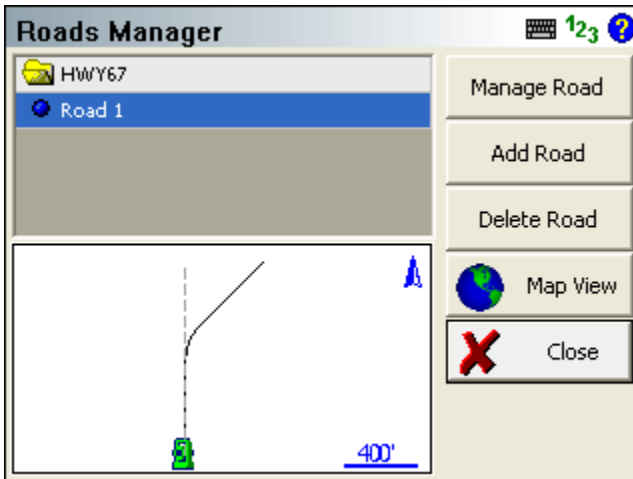 Roads Manager
123
?
HWY67
Road 1
Manage Road
Add Road
Delete Road
Map View
Close
400'